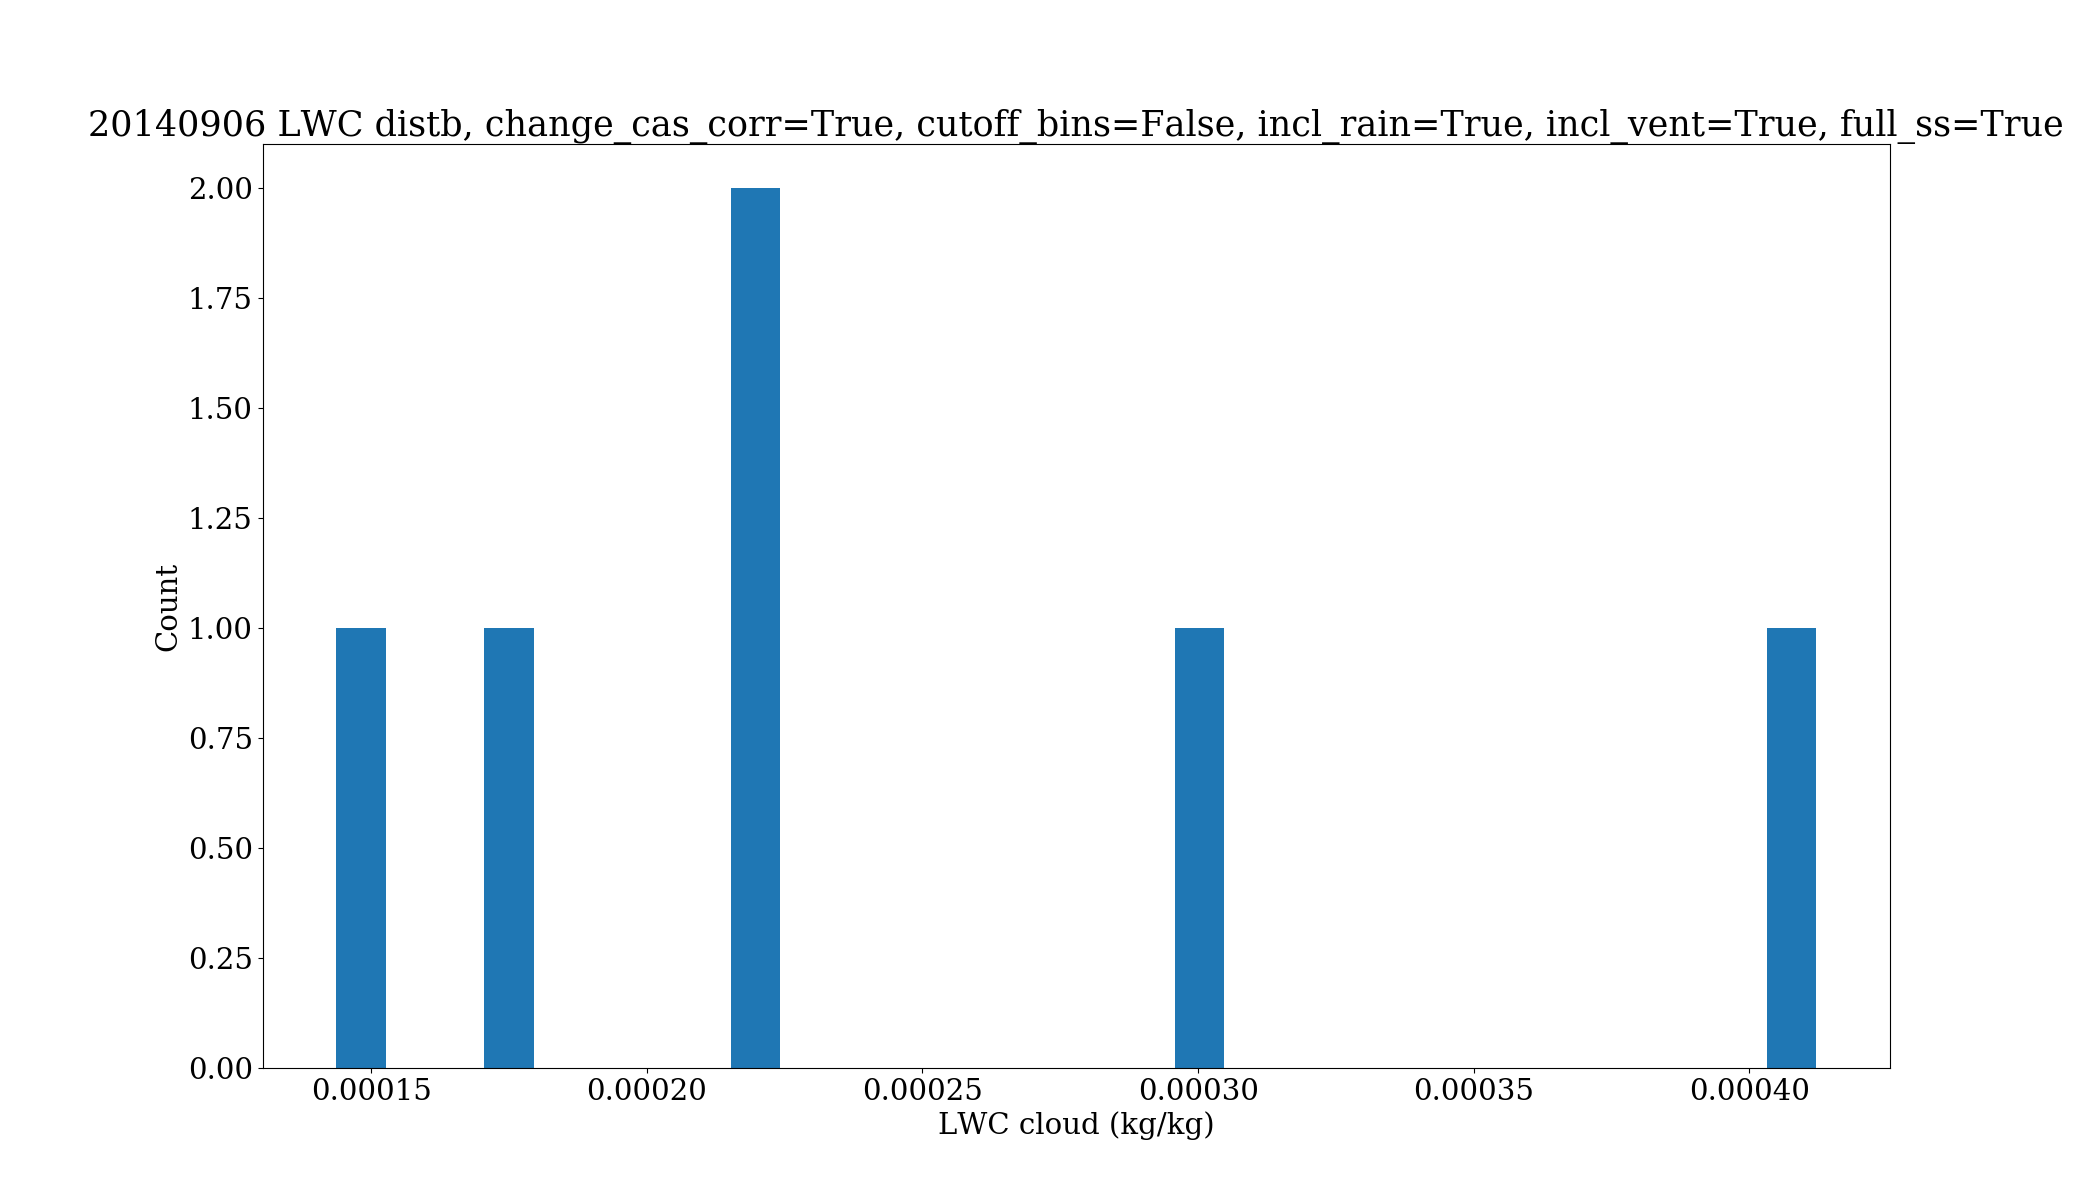 20140906 LWC distb, change_cas_corr=True, cutoff_bins=False, incl_rain=True, incl_vent=True, full_ss=True
2.00
1.75
1.50
1.25
1.00
0.75
0.50
0.25
0.00
Count
0.00015 0.00020 0.00025 0.00030 0.00035 0.00040
LWC cloud (kg/kg)